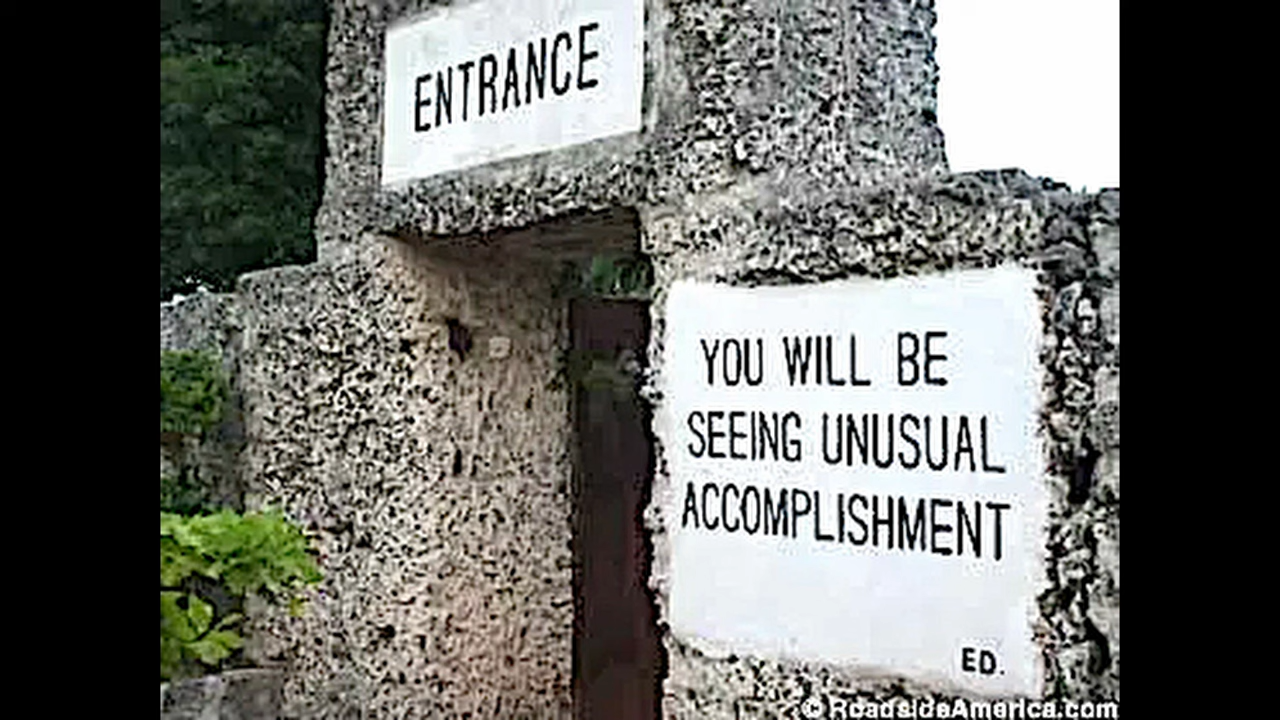 ENTRANCE
YOU WILL BE
SEEING UNUSUAL
ACCOMPLISHMENT
ED.
© RoadsideAmerica.com